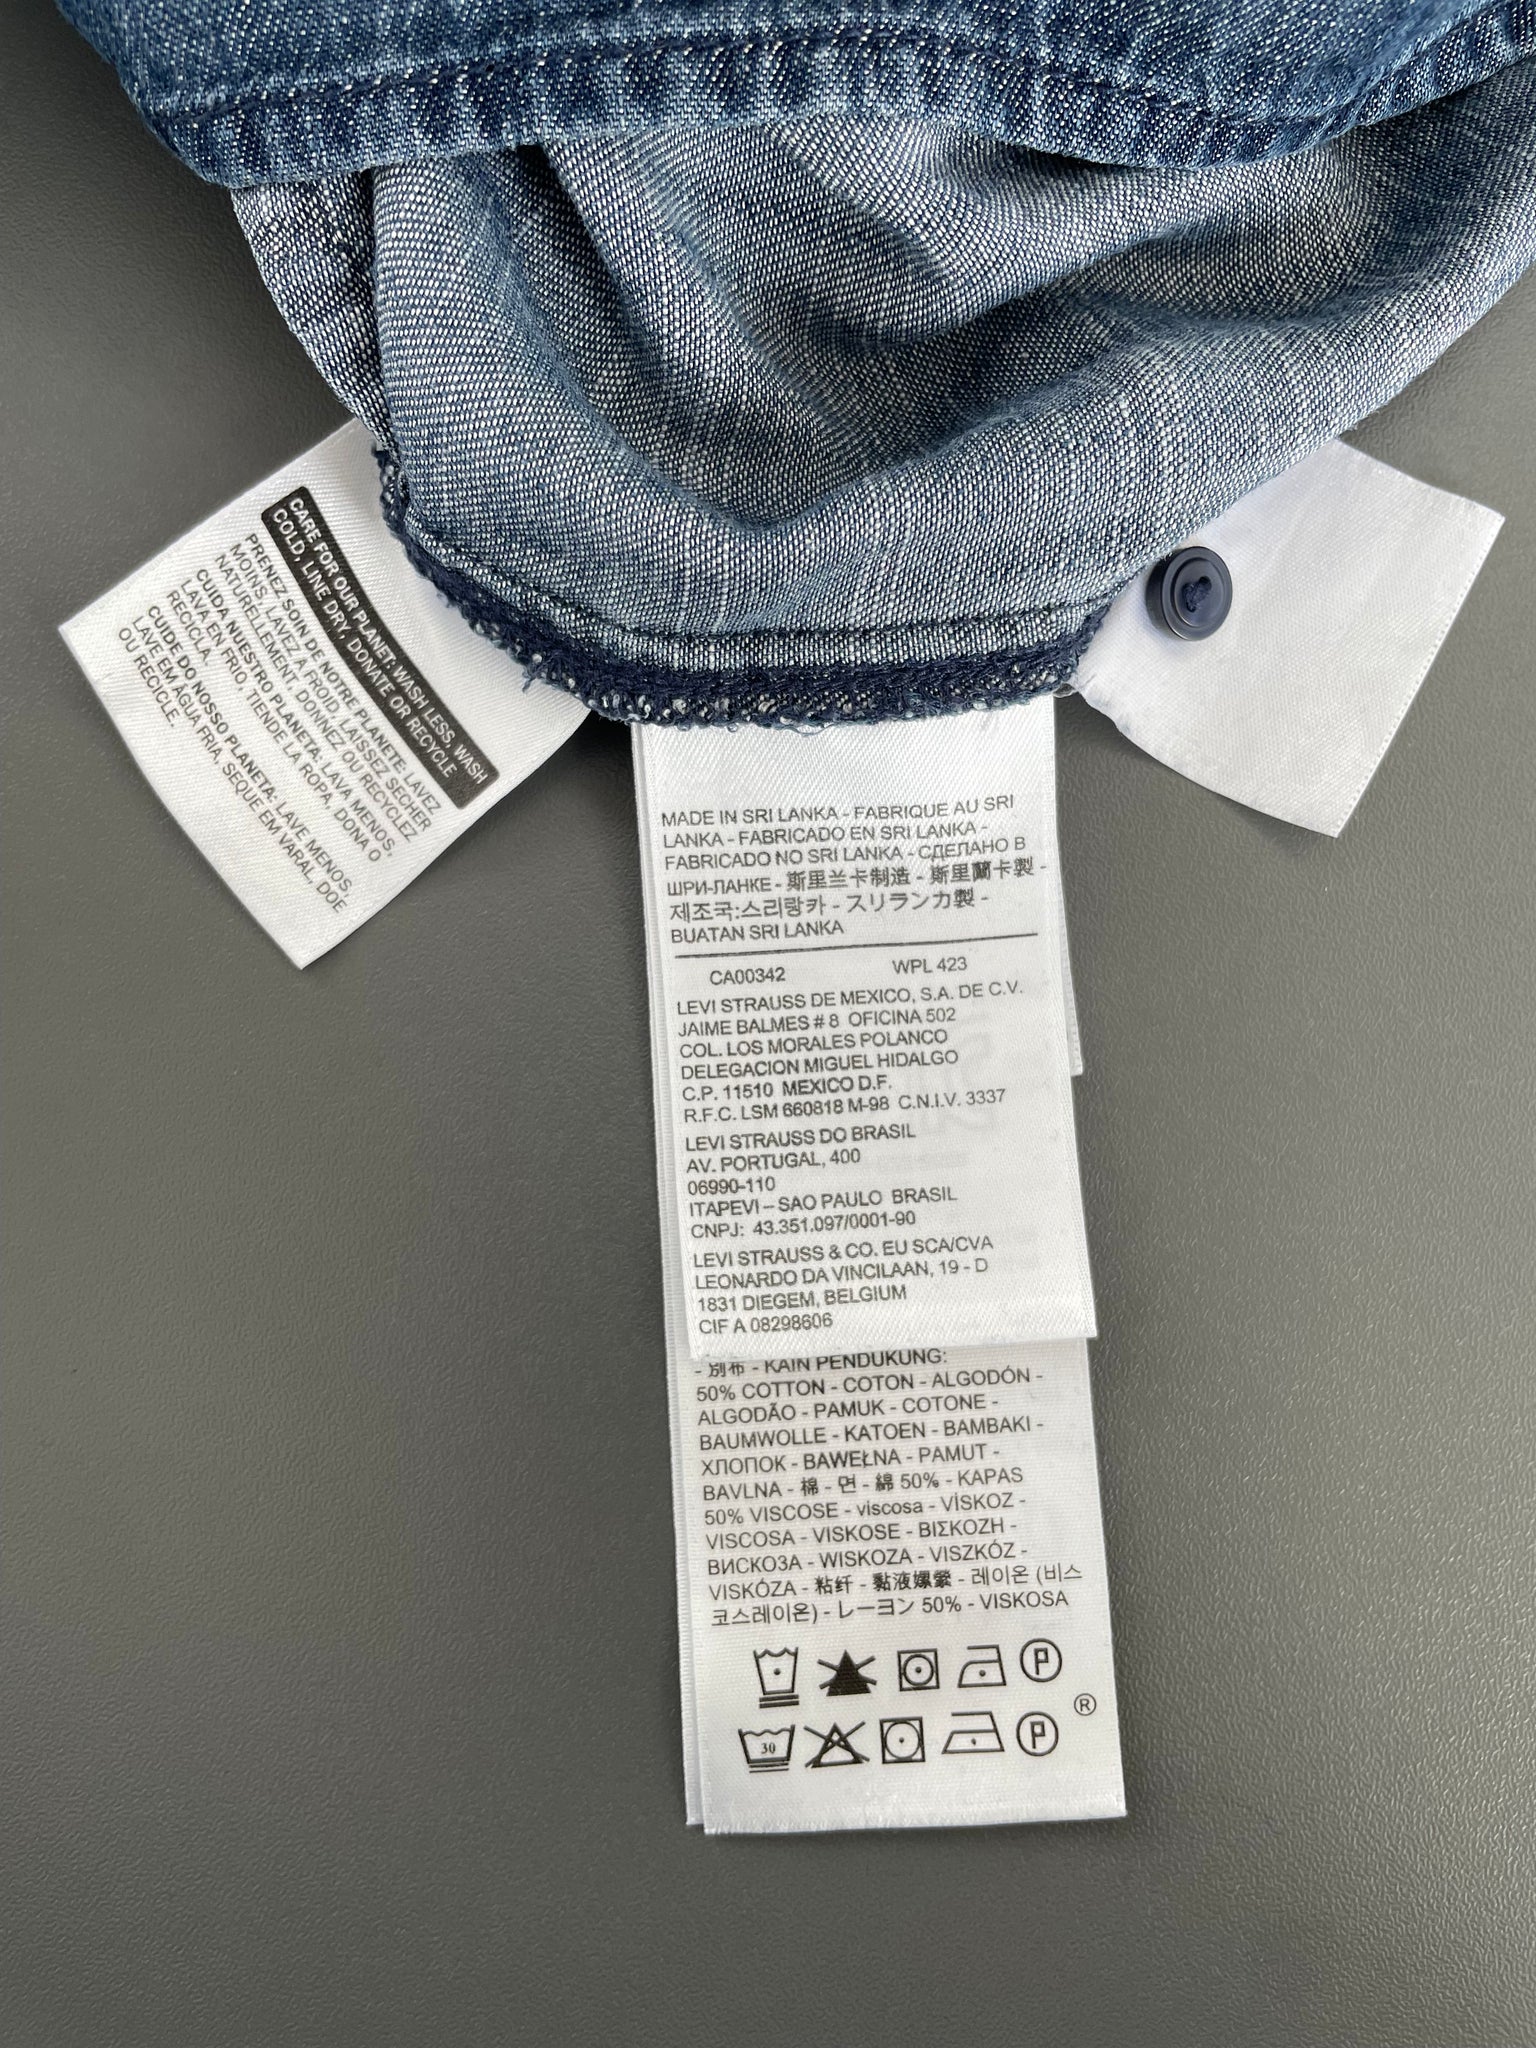 CARE FOR OUR PLANET: WASH LESS, WASH
COLD, LINE DRY, DONATE OR RECYCLE
PRENEZ SOIN DE NOTRE PLANETE: LAVEZ
MOINS, LAVEZ A FROID, LAISSEZ SECHER
NATURELLEMENT, DONNEZ OU RECYCLEZ
CUIDA NUESTRO PLANETA: LAVA MENOS,
LAVA EN FRIO, TIENDE LA ROPA, DONA O
RECICLA.
CUIDE DO NOSSO PLANETA: LAVE MENOS,
LAVE EM ÁGUA FRIA, SEQUE EM VARAL, DOE
OU RECICLE.
MADE IN SRI LANKA - FABRIQUE AU SRI
LANKA - FABRICADO EN SRI LANKA -
FABRICADO NO SRI LANKA - СДЕЛАНО В
ШРИ-ЛАНКЕ - 斯里兰卡制造 - 斯里蘭卡製 -
제조국:스리랑카 - スリランカ製 -
BUATAN SRI LANKA
CA00342 WPL 423
LEVI STRAUSS DE MEXICO, S.A. DE C.V.
JAIME BALMES # 8 OFICINA 502
COL. LOS MORALES POLANCO
DELEGACION MIGUEL HIDALGO
C.P. 11510 MEXICO D.F.
R.F.C. LSM 660818 M-98 C.N.I.V. 3337
LEVI STRAUSS DO BRASIL
AV. PORTUGAL, 400
06990-110
ITAPEVI – SAO PAULO BRASIL
CNPJ: 43.351.097/0001-90
LEVI STRAUSS & CO. EU SCA/CVA
LEONARDO DA VINCILAAN, 19 - D
1831 DIEGEM, BELGIUM
CIF A 08298606
- 別布 - KAIN PENDUKUNG:
50% COTTON - COTON - ALGODÓN -
ALGODÃO - PAMUK - COTONE -
BAUMWOLLE - KATOEN - BAMBAKI -
ХЛОПОК - BAWEŁNA - PAMUT -
BAVLNA - 棉 - 면 - 綿 50% - KAPAS
50% VISCOSE - viscosa - VİSKOZ -
VISCOSA - VISKOSE - ΒΙΣΚΟΖΗ -
ВИСКОЗА - WISKOZA - VISZKÓZ -
VISKÓZA - 粘纤 - 黏液嫘縈 - 레이온 (비스
코스레이온) - レーヨン 50% - VISKOSA
P
®
30 P